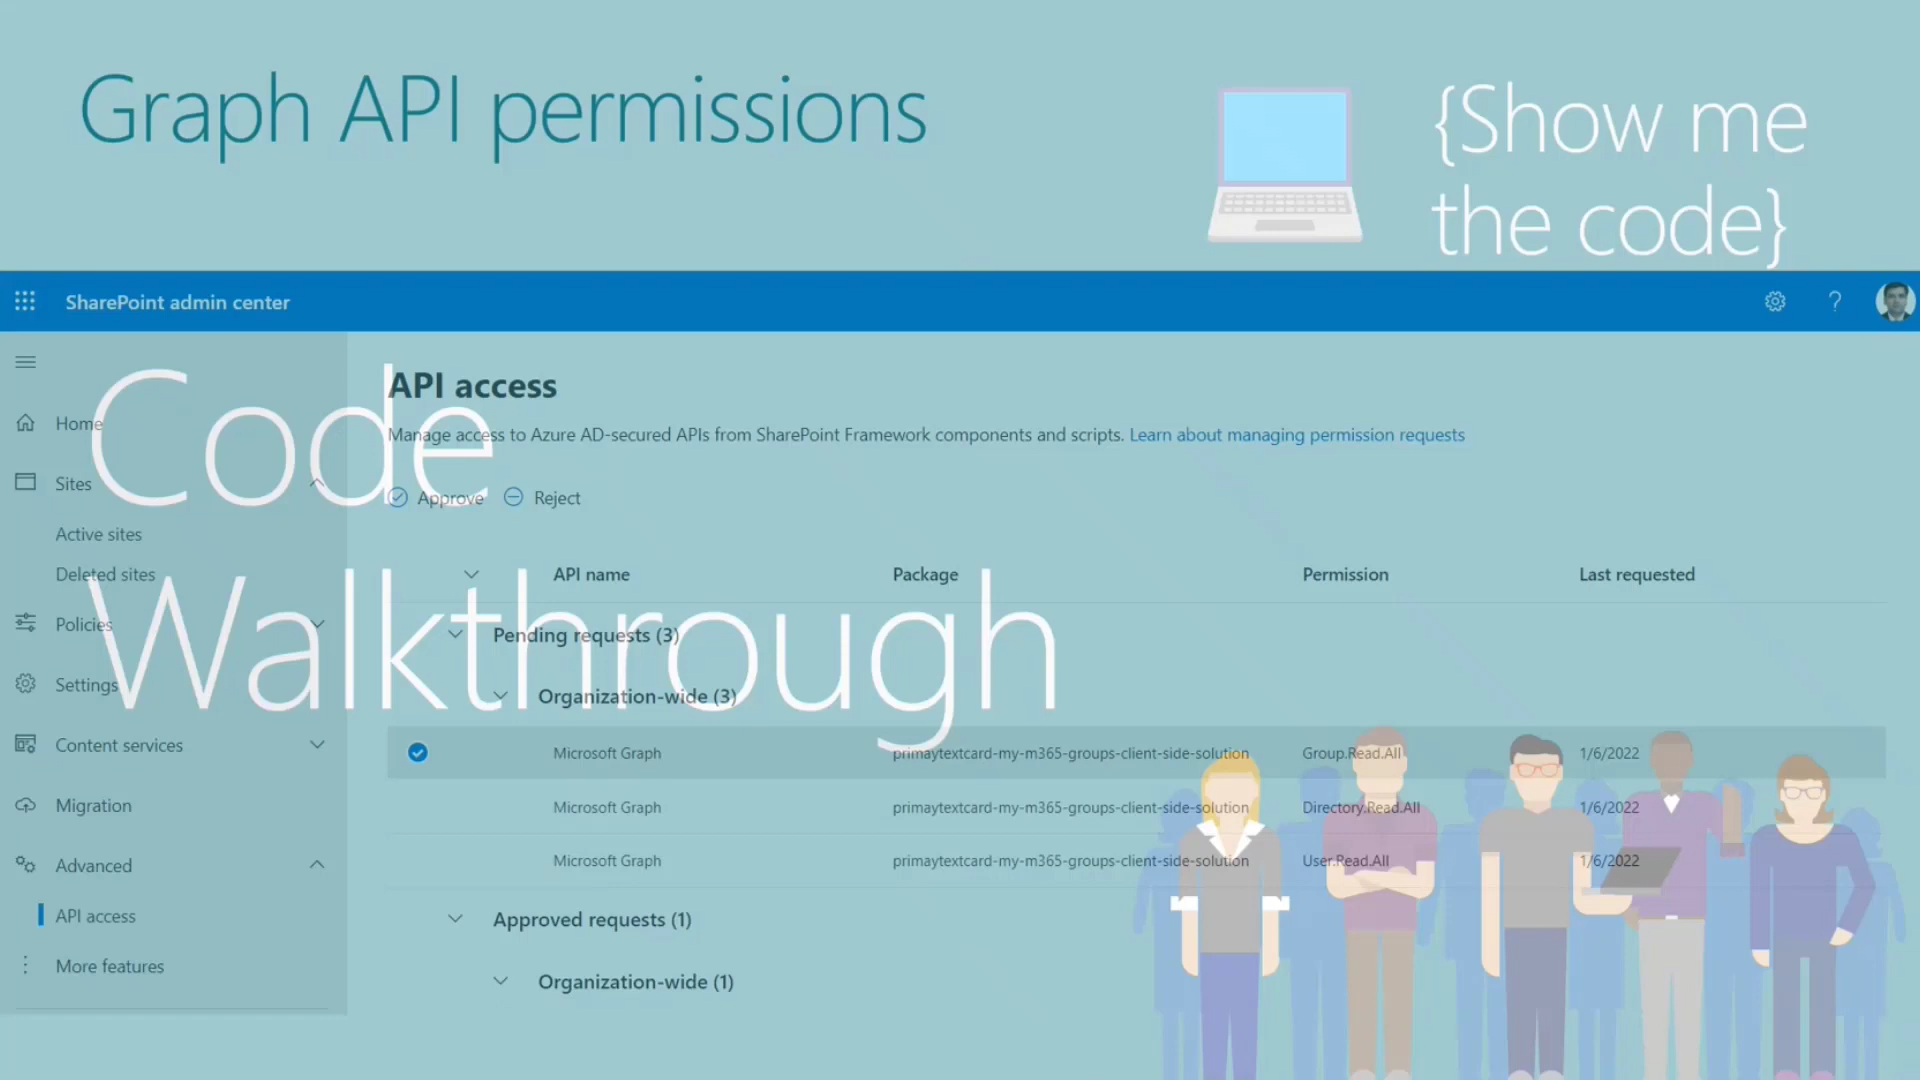 Graph API permissions
{Show me
the code}
SharePoint admin center
?
Home
Sites
Active sites
Deleted sites
Policies
Settings
Content services
Migration
Advanced
API access
More features
Code
Walkthrough
API access
Manage access to Azure AD-secured APIs from SharePoint Framework components and scripts. Learn about managing permission requests
Approve Reject
API name Package Permission Last requested
Pending requests (3)
Organization-wide (3)
Microsoft Graph primaytextcard-my-m365-groups-client-side-solution Group.Read.All 1/6/2022
Microsoft Graph primaytextcard-my-m365-groups-client-side-solution Directory.Read.All 1/6/2022
Microsoft Graph primaytextcard-my-m365-groups-client-side-solution User.Read.All 1/6/2022
Approved requests (1)
Organization-wide (1)